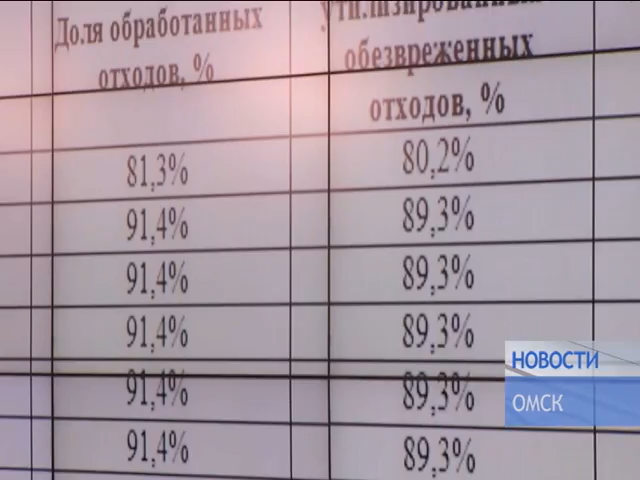 Доля обработанных утилизированных
отходов, % обезвреженных
отходов, %
81,3% 80,2%
91,4% 89,3%
91,4% 89,3%
91,4% 89,3%
91,4% 89,3%
91,4% 89,3%
НОВОСТИ
ОМСК